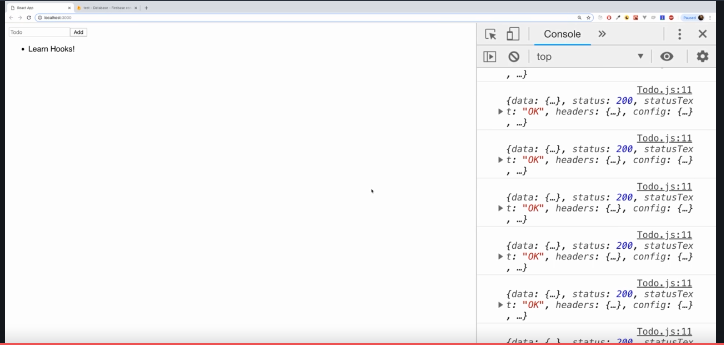 React App
localhost:3000
Paused
Todo
Add
Learn Hooks!
Console
top
, …}
Todo.js:11
{data: {…}, status: 200, statusTex
t: "OK", headers: {…}, config: {…}
, …}
Todo.js:11
{data: {…}, status: 200, statusTex
t: "OK", headers: {…}, config: {…}
, …}
Todo.js:11
{data: {…}, status: 200, statusTex
t: "OK", headers: {…}, config: {…}
, …}
Todo.js:11
{data: {…}, status: 200, statusTex
t: "OK", headers: {…}, config: {…}
, …}
Todo.js:11
{data: {…}, status: 200, statusTex
t: "OK", headers: {…}, config: {…}
, …}
Todo.js:11
{data: {…}, status: 200, statusTex